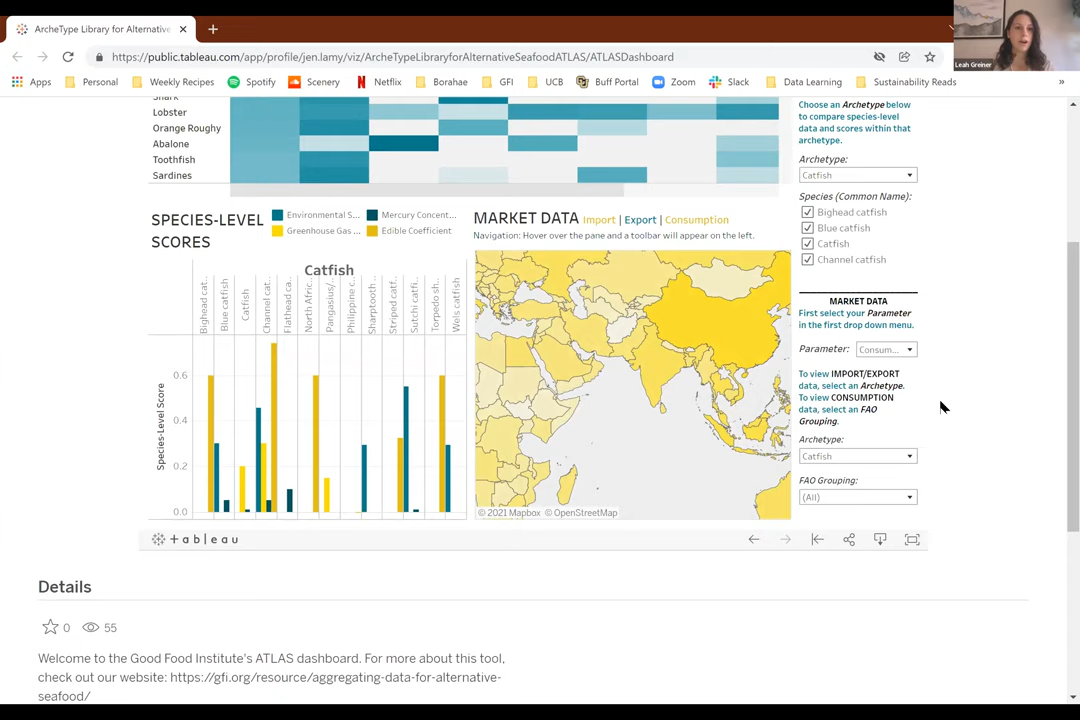 ArcheType Library for Alternative
https://public.tableau.com/app/profile/jen.lamy/viz/ArcheTypeLibraryforAlternativeSeafoodATLAS/ATLASDashboard
Leah Greiner
Apps Personal Weekly Recipes Spotify Scenery Netflix Borahae GFI UCB Buff Portal Zoom Slack Data Learning Sustainability Reads »
Shark
Lobster
Orange Roughy
Abalone
Toothfish
Sardines
Choose an Archetype below
to compare species-level
data and scores within that
archetype.
Archetype:
Catfish
Species (Common Name):
Bighead catfish
Blue catfish
Catfish
Channel catfish
SPECIES-LEVEL
SCORES
Environmental S...
Mercury Concent...
Greenhouse Gas ...
Edible Coefficient
Catfish
Bighead cat..
Blue catfish
Catfish
Channel cat..
Flathead ca..
North Afric..
Pangasius/..
Philippine c..
Sharptooth ..
Striped catf..
Sutchi catfi..
Torpedo sh..
Wels catfish
Species-Level Score
0.6
0.4
0.2
0.0
MARKET DATA Import | Export | Consumption
Navigation: Hover over the pane and a toolbar will appear on the left.
© 2021 Mapbox © OpenStreetMap
MARKET DATA
First select your Parameter
in the first drop down menu.
Parameter: Consum...
To view IMPORT/EXPORT
data, select an Archetype.
To view CONSUMPTION
data, select an FAO
Grouping.
Archetype:
Catfish
FAO Grouping:
(All)
+ableau
Details
0 55
Welcome to the Good Food Institute's ATLAS dashboard. For more about this tool,
check out our website: https://gfi.org/resource/aggregating-data-for-alternative-
seafood/